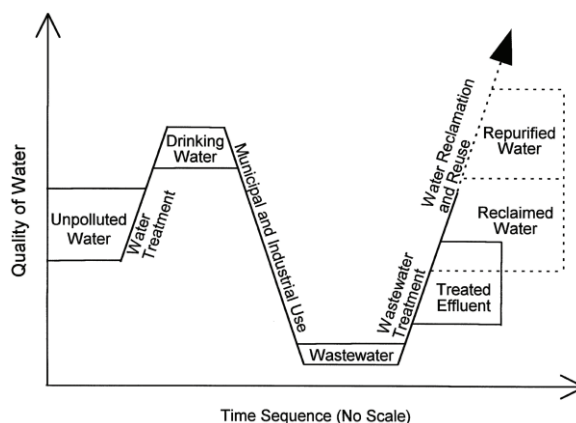 Quality of Water
Unpolluted
Water
Water
Treatment
Drinking
Water
Municipal and Industrial Use
Wastewater
Wastewater
Treatment
Treated
Effluent
Water Reclamation
and Reuse
Repurified
Water
Reclaimed
Water
Time Sequence (No Scale)